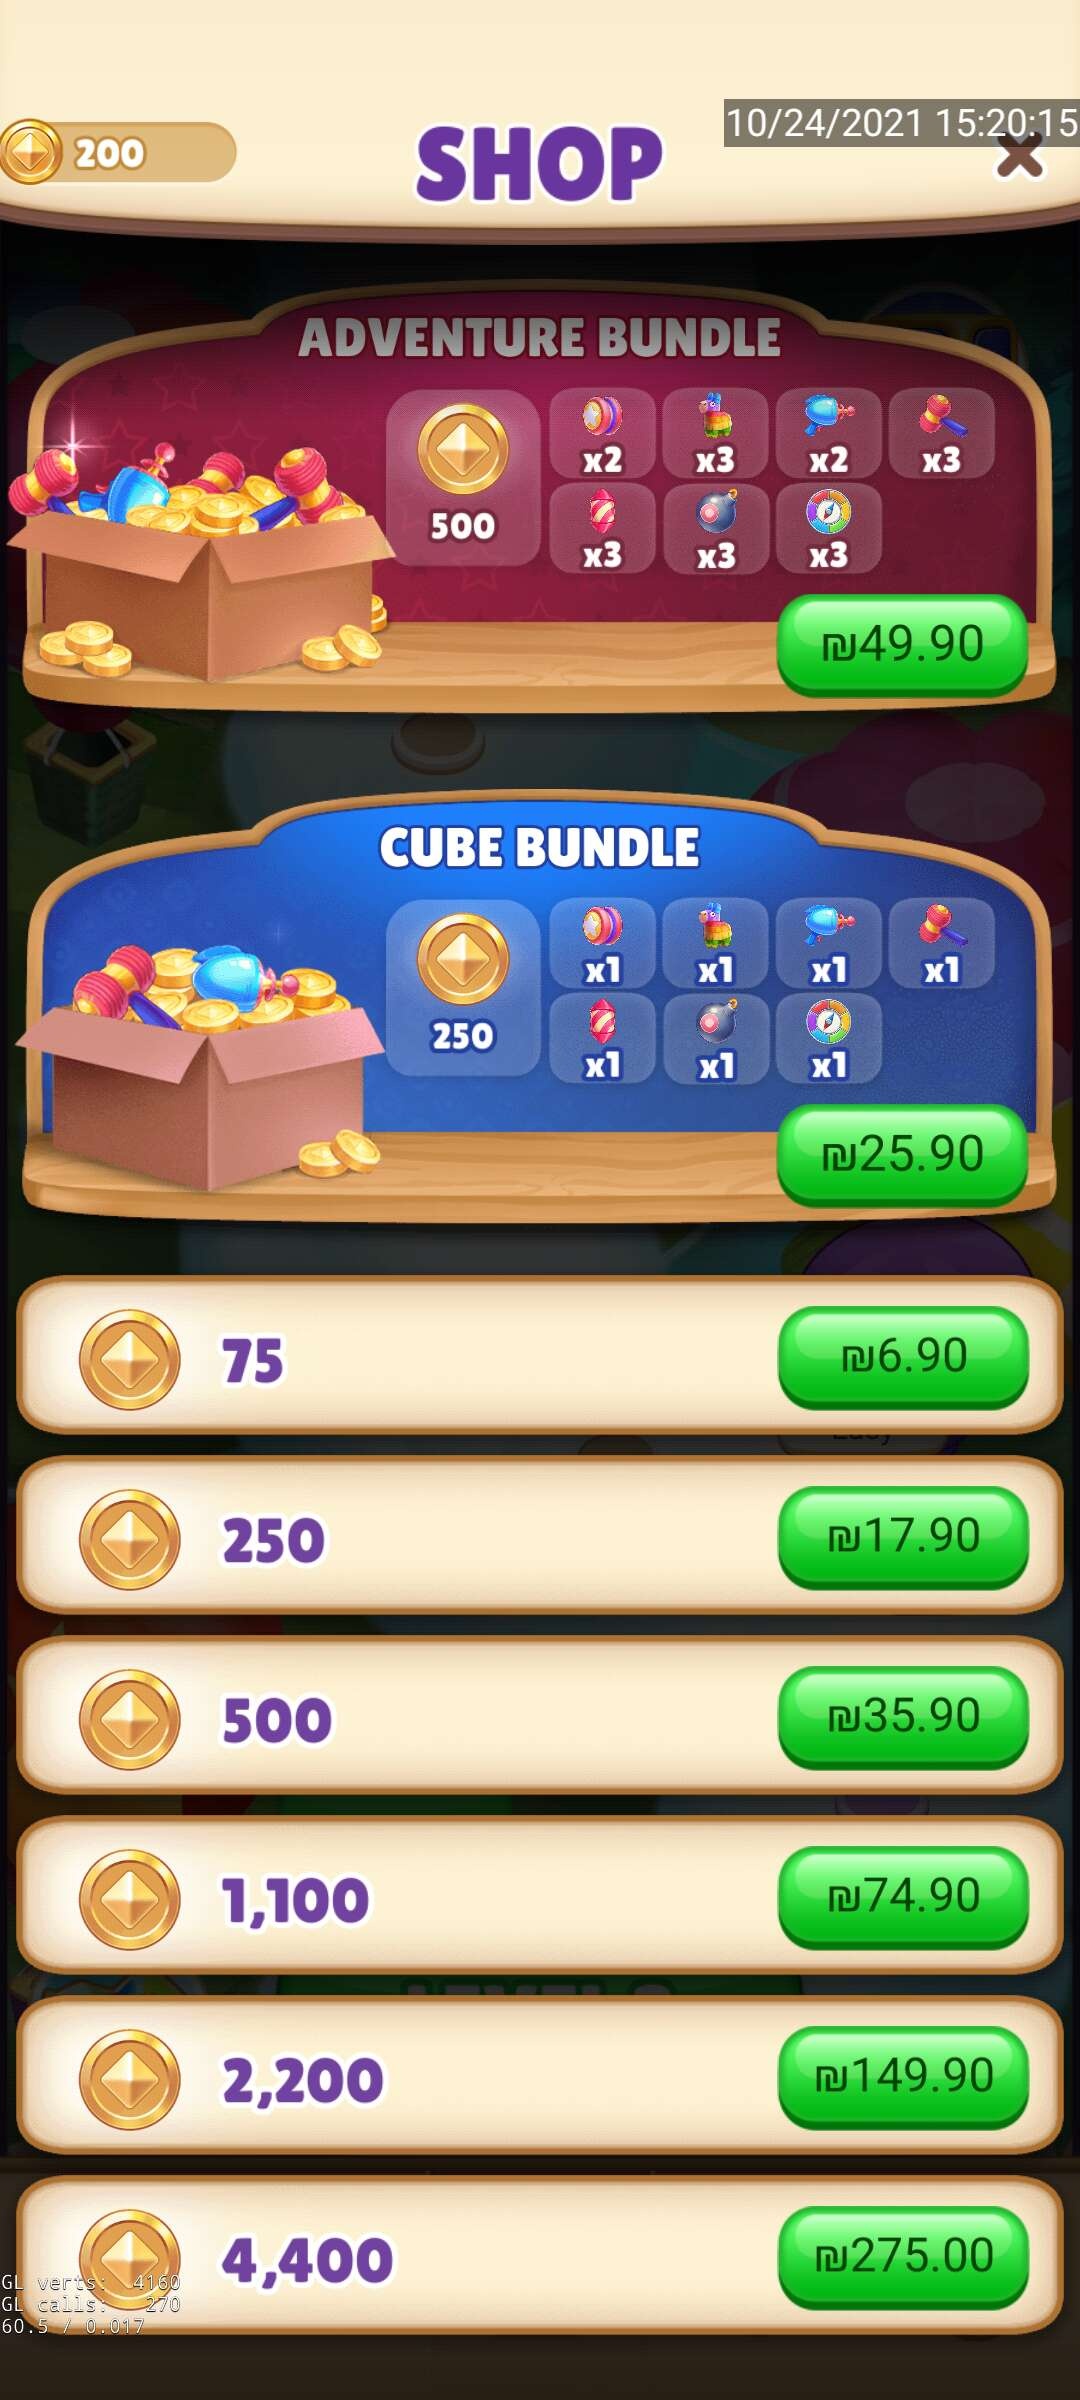 10/24/2021 15:20:15
200
SHOP
ADVENTURE BUNDLE
x2 x3 x2 x3
500
x3 x3 x3
₪49.90
CUBE BUNDLE
x1 x1 x1 x1
250
x1 x1 x1
₪25.90
75 ₪6.90
250 ₪17.90
500 ₪35.90
1,100 ₪74.90
2,200 ₪149.90
4,400 ₪275.00
GL verts: 4160
GL calls: 270
60.5 / 0.017